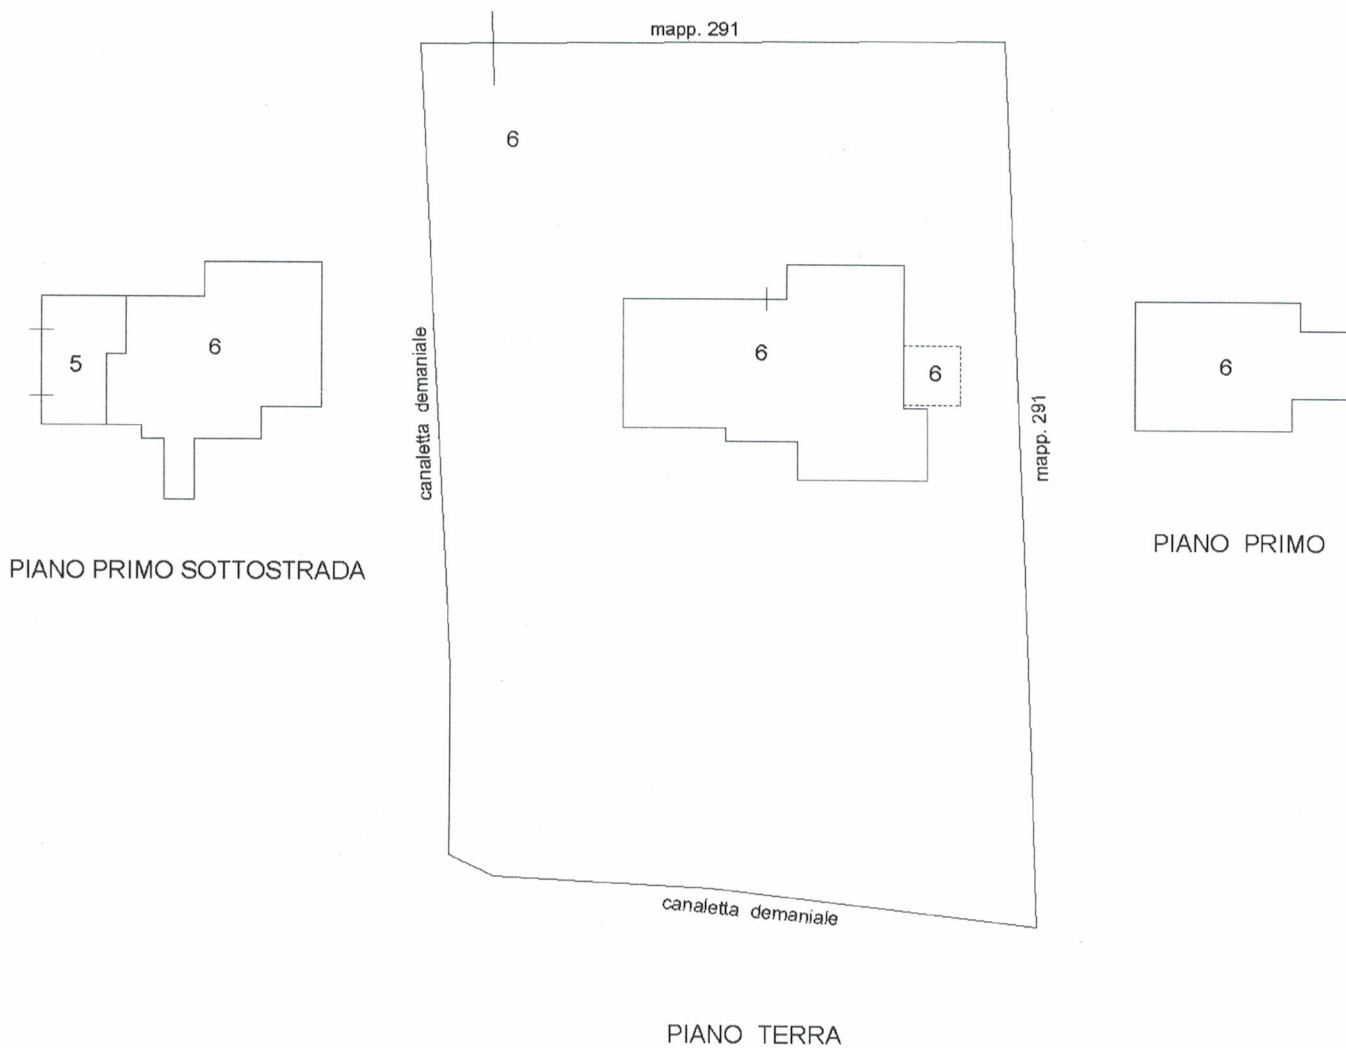 mapp. 291
6
canaletta demaniale
5
6
6
6
mapp. 291
6
PIANO PRIMO SOTTOSTRADA
PIANO PRIMO
canaletta demaniale
PIANO TERRA